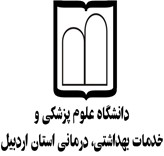 دانشگاه علوم پزشکی و
خدمات بهداشتی، درمانی استان اردبیل